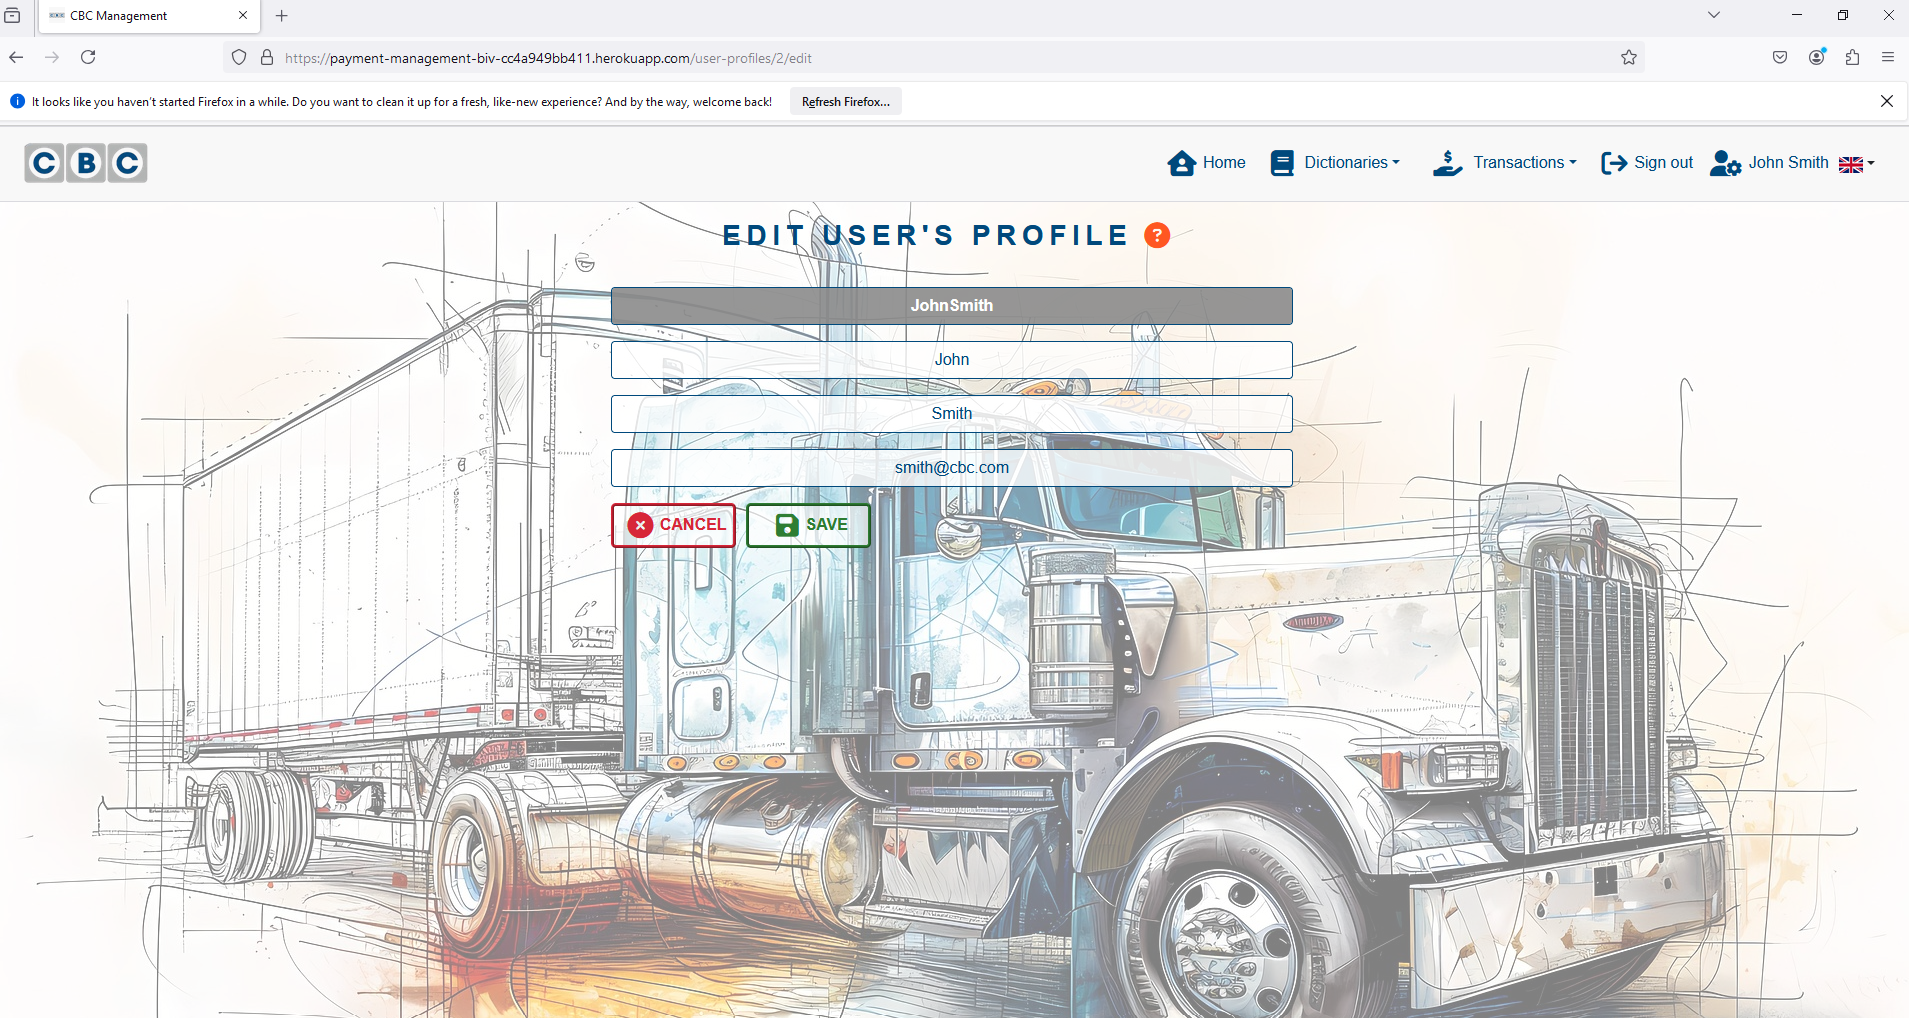 CBC Management
https://payment-management-biv-cc4a949bb411.herokuapp.com/user-profiles/2/edit
It looks like you haven't started Firefox in a while. Do you want to clean it up for a fresh, like-new experience? And by the way, welcome back! Refresh Firefox...
C B C Home Dictionaries Transactions Sign out John Smith
EDIT USER'S PROFILE ?
JohnSmith
John
Smith
smith@cbc.com
CANCEL SAVE